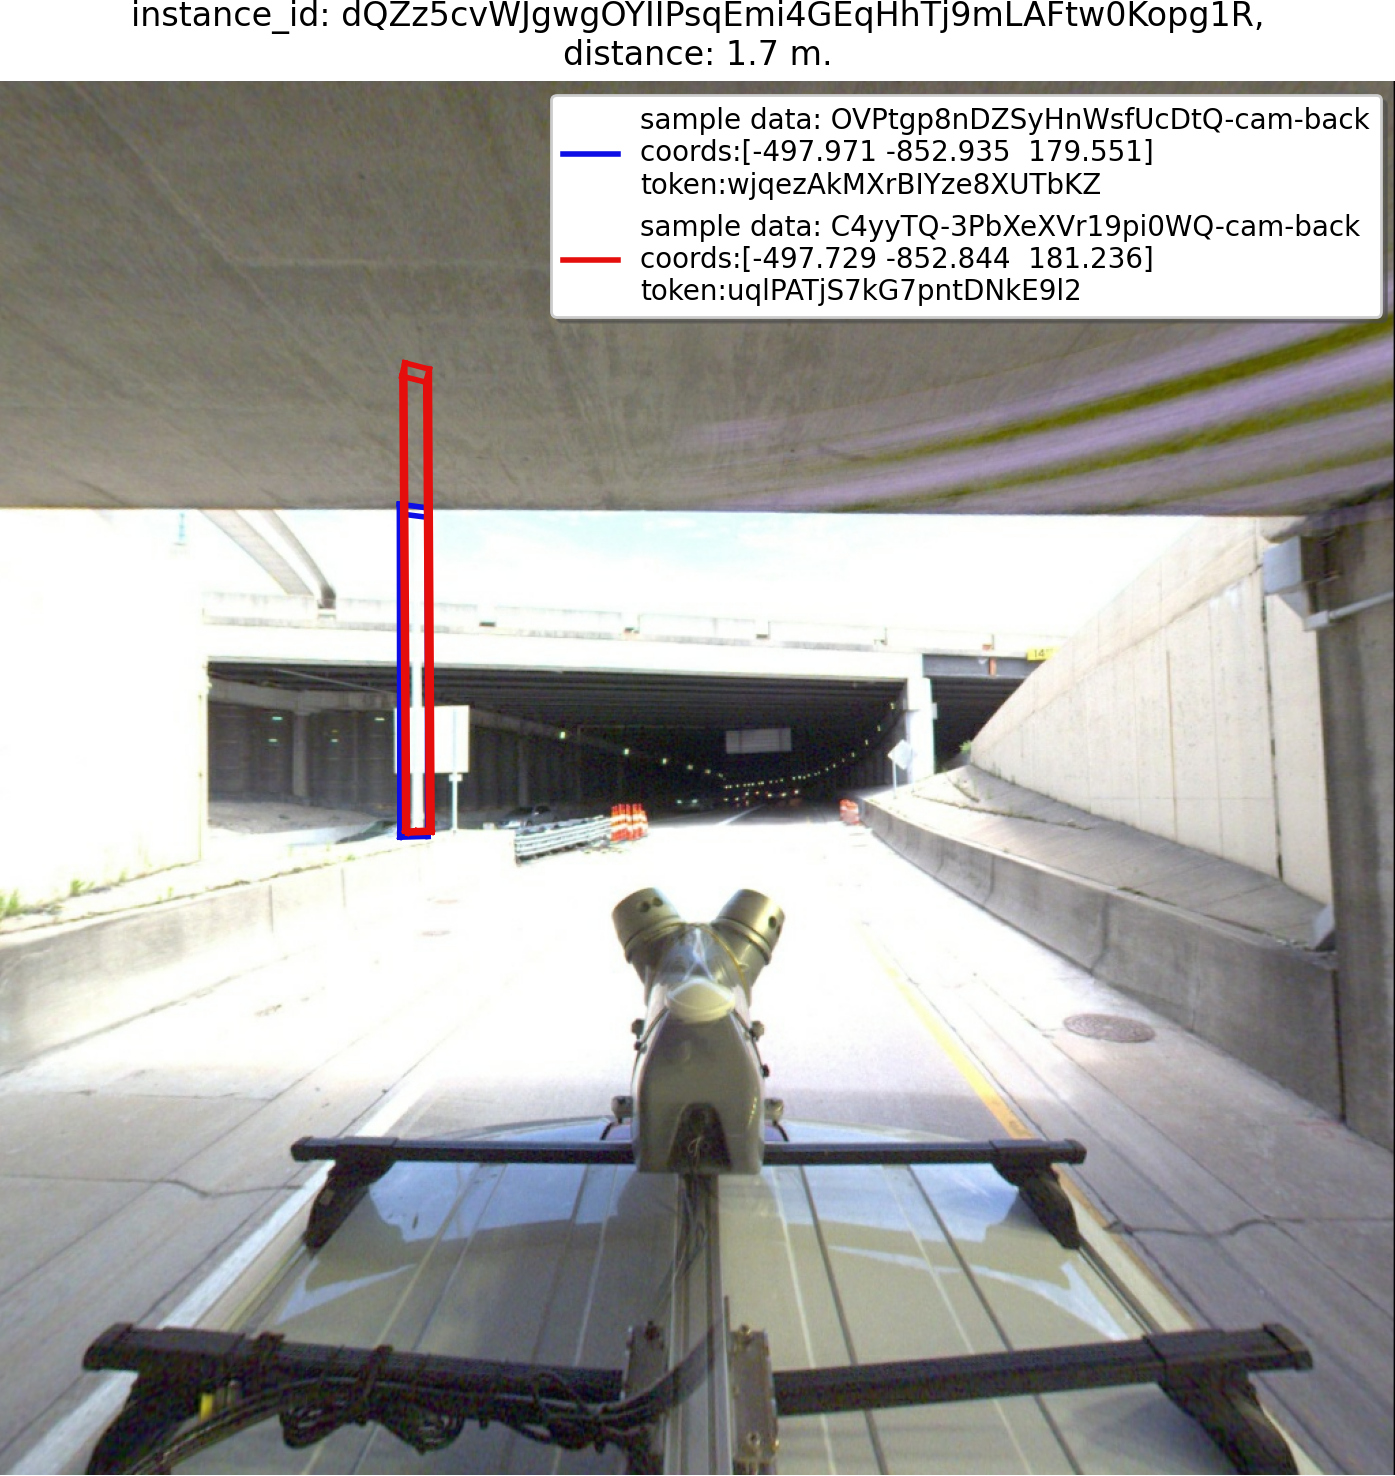 instance_id: dQZz5cvWJgwgOYIIPsqEmi4GEqHhTj9mLAFtw0Kopg1R,
distance: 1.7 m.
sample data: OVPtgp8nDZSyHnWsfUcDtQ-cam-back
coords:[-497.971 -852.935  179.551]
token:wjqezAkMXrBIYze8XUTbKZ
sample data: C4yyTQ-3PbXeXVr19pi0WQ-cam-back
coords:[-497.729 -852.844  181.236]
token:uqlPATjS7kG7pntDNkE9l2